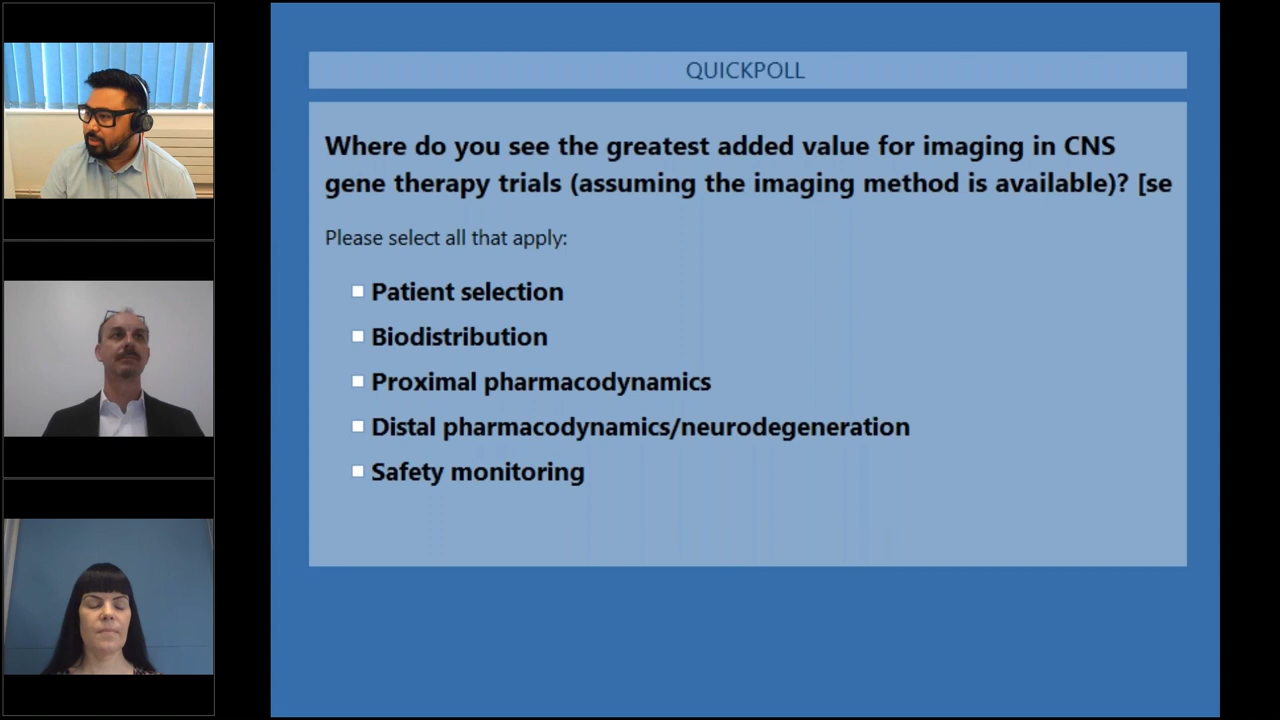 QUICKPOLL
Where do you see the greatest added value for imaging in CNS
gene therapy trials (assuming the imaging method is available)? [se
Please select all that apply:
Patient selection
Biodistribution
Proximal pharmacodynamics
Distal pharmacodynamics/neurodegeneration
Safety monitoring